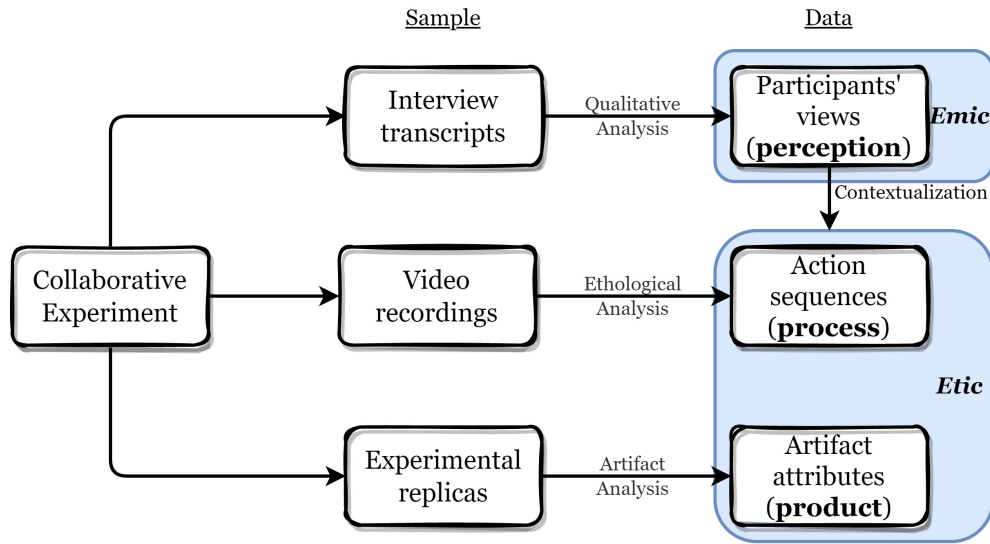 Sample
Data
Interview
transcripts
Qualitative
Analysis
Participants'
views
(perception)
Emic
Contextualization
Collaborative
Experiment
Video
recordings
Ethological
Analysis
Action
sequences
(process)
Etic
Experimental
replicas
Artifact
Analysis
Artifact
attributes
(product)